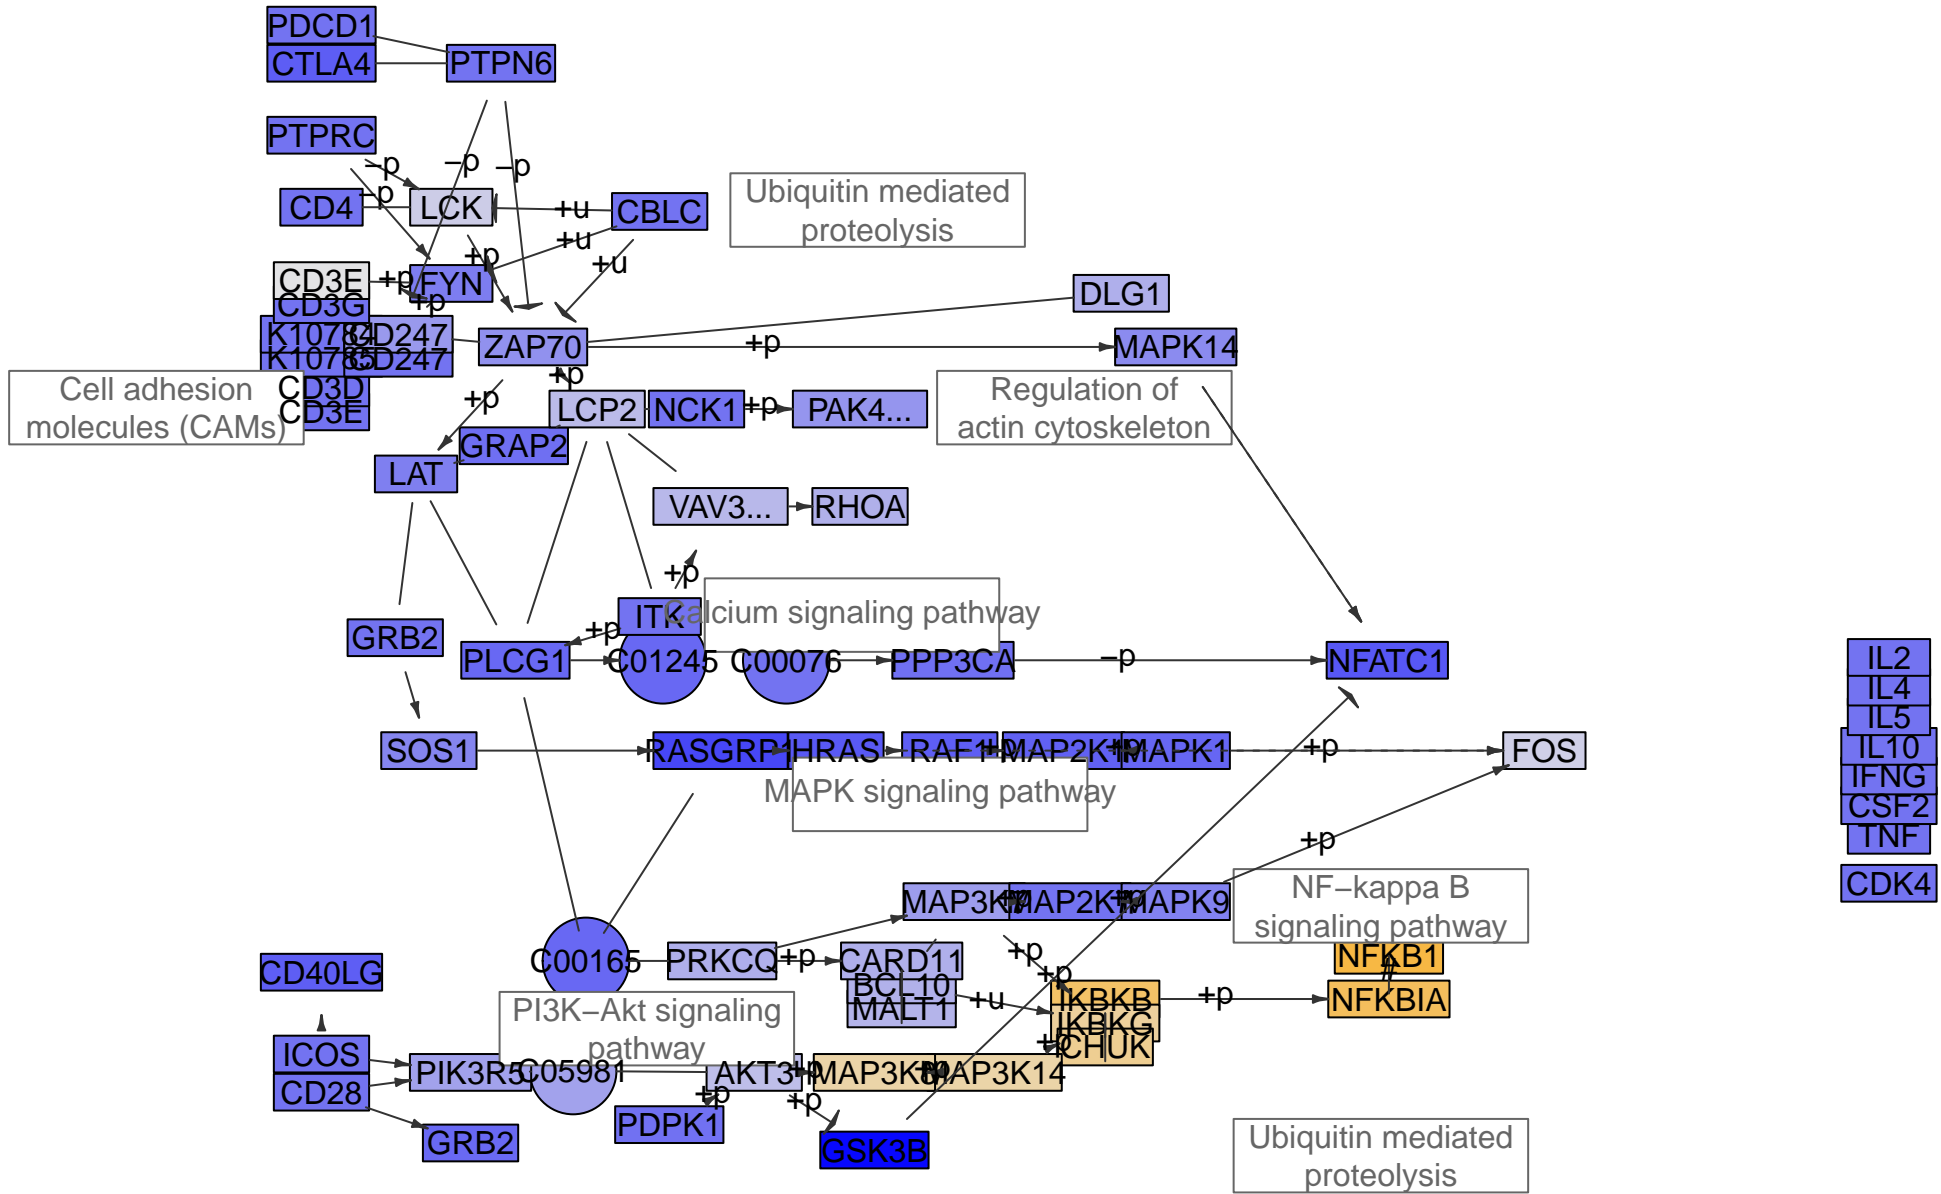 PDCD1
CTLA4
PTPN6
PTPRC
–p
–p
–p
–p
CD4
LCK
+u
CBLC
Ubiquitin mediated
proteolysis
+u
+p
+u
CD3E
+p
FYN
+p
CD3G
DLG1
CD247
ZAP70
+p
MAPK14
K10785
CD247
+p
CD3D
CD3E
Cell adhesion
molecules (CAMs)
+p
LCP2
NCK1
+p
PAK4...
Regulation of
actin cytoskeleton
GRAP2
LAT
VAV3...
RHOA
+p
ITK
Calcium signaling pathway
GRB2
+p
PLCG1
C01245
C00076
PPP3CA
–p
NFATC1
IL2
IL4
IL5
IL10
IFNG
CSF2
TNF
CDK4
SOS1
RASGRP1
HRAS
RAF1
MAP2K1
MAPK1
+p
FOS
MAPK signaling pathway
+p
MAPK9
NF–kappa B
signaling pathway
+p
+p
C00165
PRKCQ
+p
CARD11
BCL10
MALT1
+u
IKBKB
IKBKG
CHUK
+p
NFKB1
NFKBIA
CD40LG
PI3K–Akt signaling
pathway
ICOS
CD28
PIK3R5
C05981
AKT3
+p
MAP3K8
MAP3K14
+p
+p
PDPK1
GRB2
GSK3B
Ubiquitin mediated
proteolysis